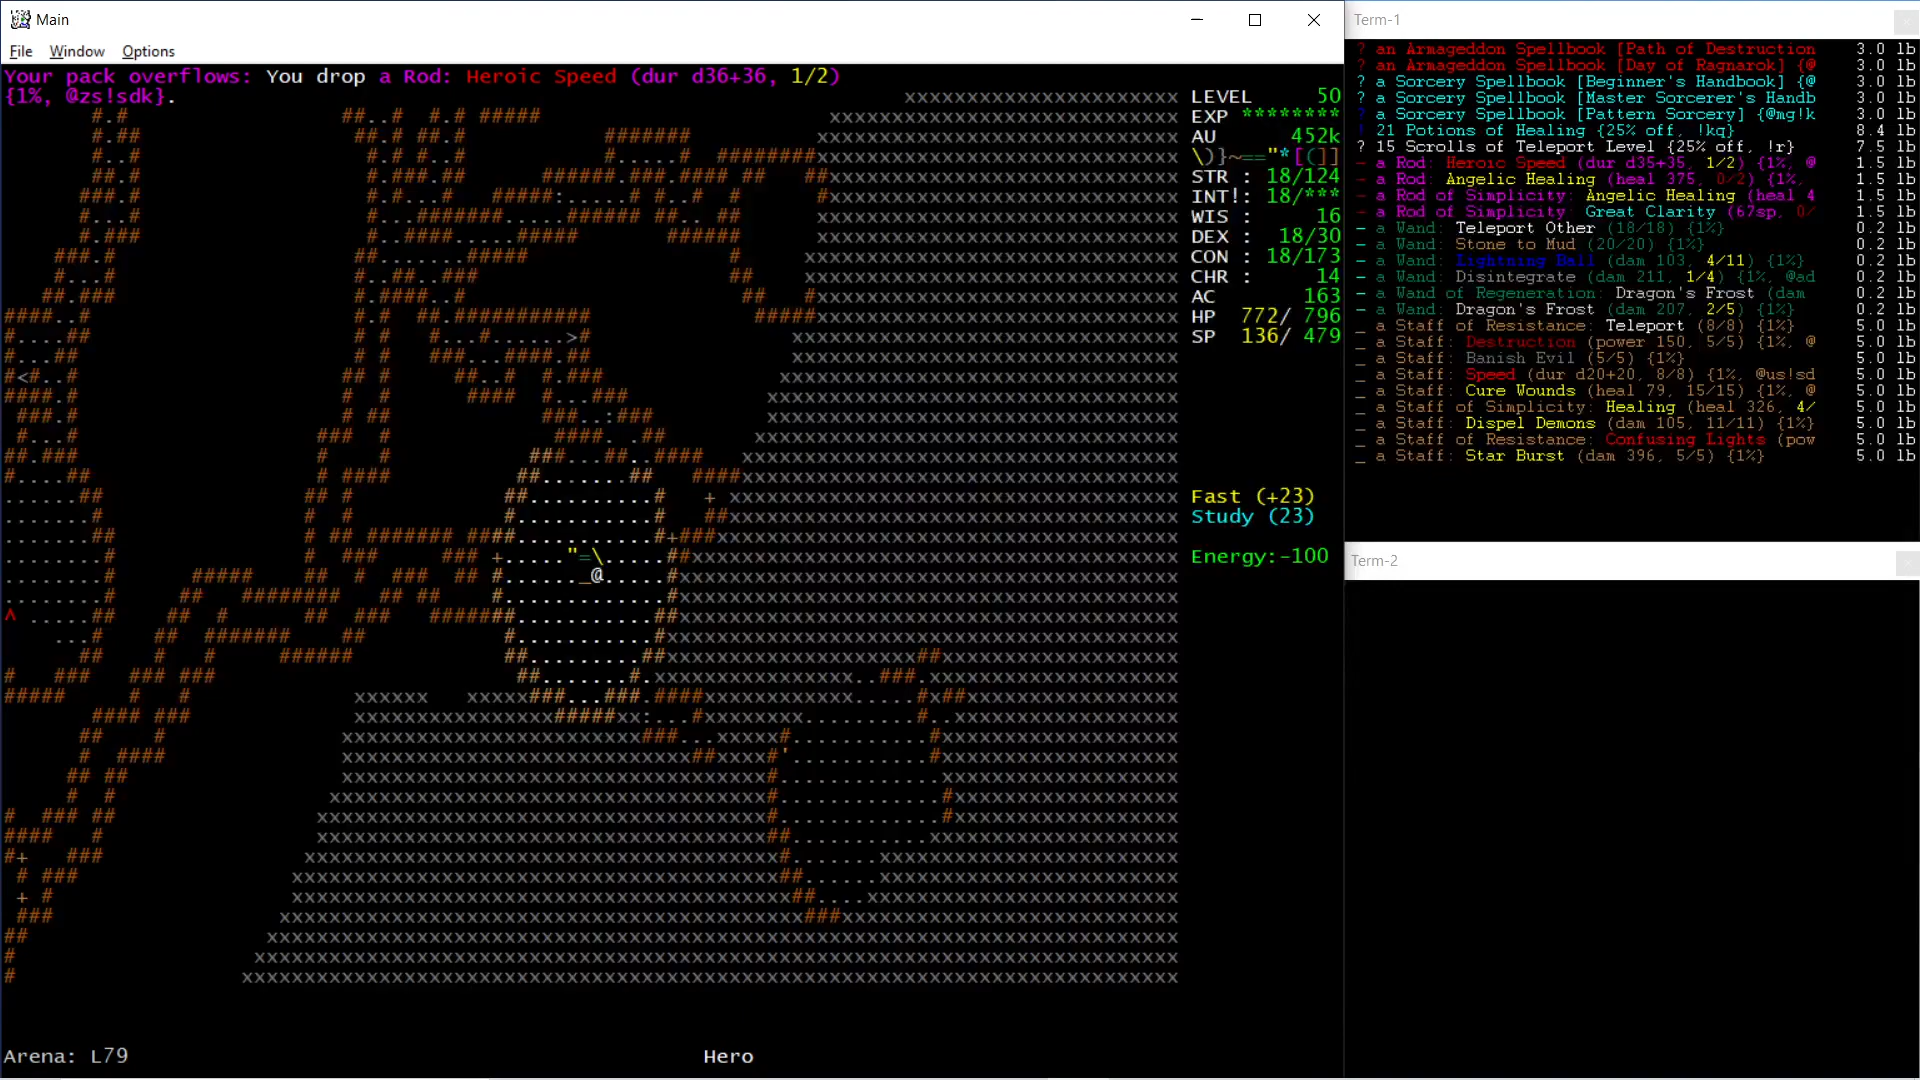 Main
File Window Options
Your pack overflows: You drop a Rod: Heroic Speed (dur d36+36, 1/2)
{1%, @zs!sdk}.
LEVEL 50
EXP ********
AU 452k
\)}~=="*[(]]
STR : 18/124
INT!: 18/***
WIS : 16
DEX : 18/30
CON : 18/173
CHR : 14
AC 163
HP 772/ 796
SP 136/ 479
Fast (+23)
Study (23)
Energy:-100
Arena: L79
Hero
Term-1
? an Armageddon Spellbook [Path of Destruction 3.0 lb
? an Armageddon Spellbook [Day of Ragnarok] {@ 3.0 lb
? a Sorcery Spellbook [Beginner's Handbook] {@ 3.0 lb
? a Sorcery Spellbook [Master Sorcerer's Handb 3.0 lb
? a Sorcery Spellbook [Pattern Sorcery] {@mg!k 3.0 lb
! 21 Potions of Healing {25% off, !kq} 8.4 lb
? 15 Scrolls of Teleport Level {25% off, !r} 7.5 lb
- a Rod: Heroic Speed (dur d35+35, 1/2) {1%, @ 1.5 lb
- a Rod: Angelic Healing (heal 375, 0/2) {1%, 1.5 lb
- a Rod of Simplicity: Angelic Healing (heal 4 1.5 lb
- a Rod of Simplicity: Great Clarity (67sp, 0/ 1.5 lb
- a Wand: Teleport Other (18/18) {1%} 0.2 lb
- a Wand: Stone to Mud (20/20) {1%} 0.2 lb
- a Wand: Lightning Ball (dam 103, 4/11) {1%} 0.2 lb
- a Wand: Disintegrate (dam 211, 1/4) {1%, @ad 0.2 lb
- a Wand of Regeneration: Dragon's Frost (dam 0.2 lb
- a Wand: Dragon's Frost (dam 207, 2/5) {1%} 0.2 lb
_ a Staff of Resistance: Teleport (8/8) {1%} 5.0 lb
_ a Staff: Destruction (power 150, 5/5) {1%, @ 5.0 lb
_ a Staff: Banish Evil (5/5) {1%} 5.0 lb
_ a Staff: Speed (dur d20+20, 8/8) {1%, @us!sd 5.0 lb
_ a Staff: Cure Wounds (heal 79, 15/15) {1%, @ 5.0 lb
_ a Staff of Simplicity: Healing (heal 326, 4/ 5.0 lb
_ a Staff: Dispel Demons (dam 105, 11/11) {1%} 5.0 lb
_ a Staff of Resistance: Confusing Lights (pow 5.0 lb
_ a Staff: Star Burst (dam 396, 5/5) {1%} 5.0 lb
Term-2